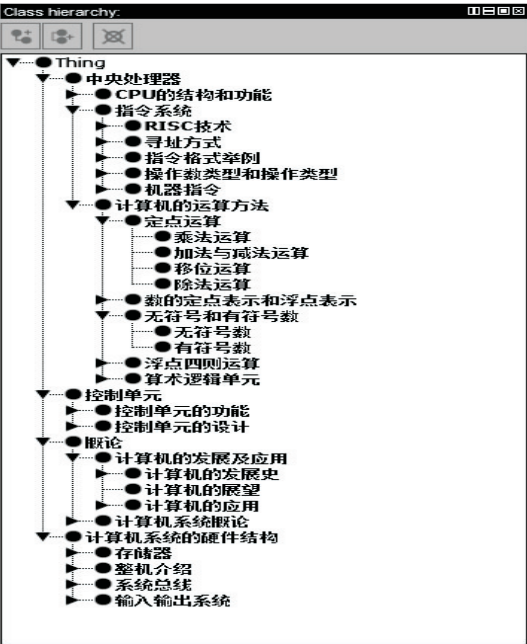 Class hierarchy:
Thing
中央处理器
CPU的结构和功能
指令系统
RISC技术
寻址方式
指令格式举例
操作数类型和操作类型
机器指令
计算机的运算方法
定点运算
乘法运算
加法与减法运算
移位运算
除法运算
数的定点表示和浮点表示
无符号和有符号数
无符号数
有符号数
浮点四则运算
算术逻辑单元
控制单元
控制单元的功能
控制单元的设计
概论
计算机的发展及应用
计算机的发展史
计算机的展望
计算机的应用
计算机系统概论
计算机系统的硬件结构
存储器
整机介绍
系统总线
输入输出系统